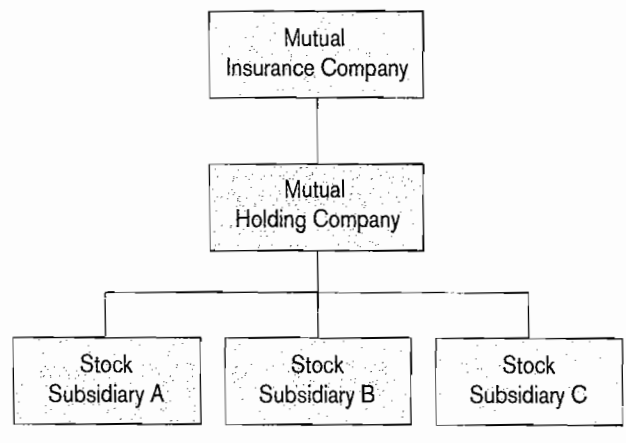 Mutual
Insurance Company
Mutual
Holding Company
Stock
Subsidiary A
Stock
Subsidiary B
Stock
Subsidiary C